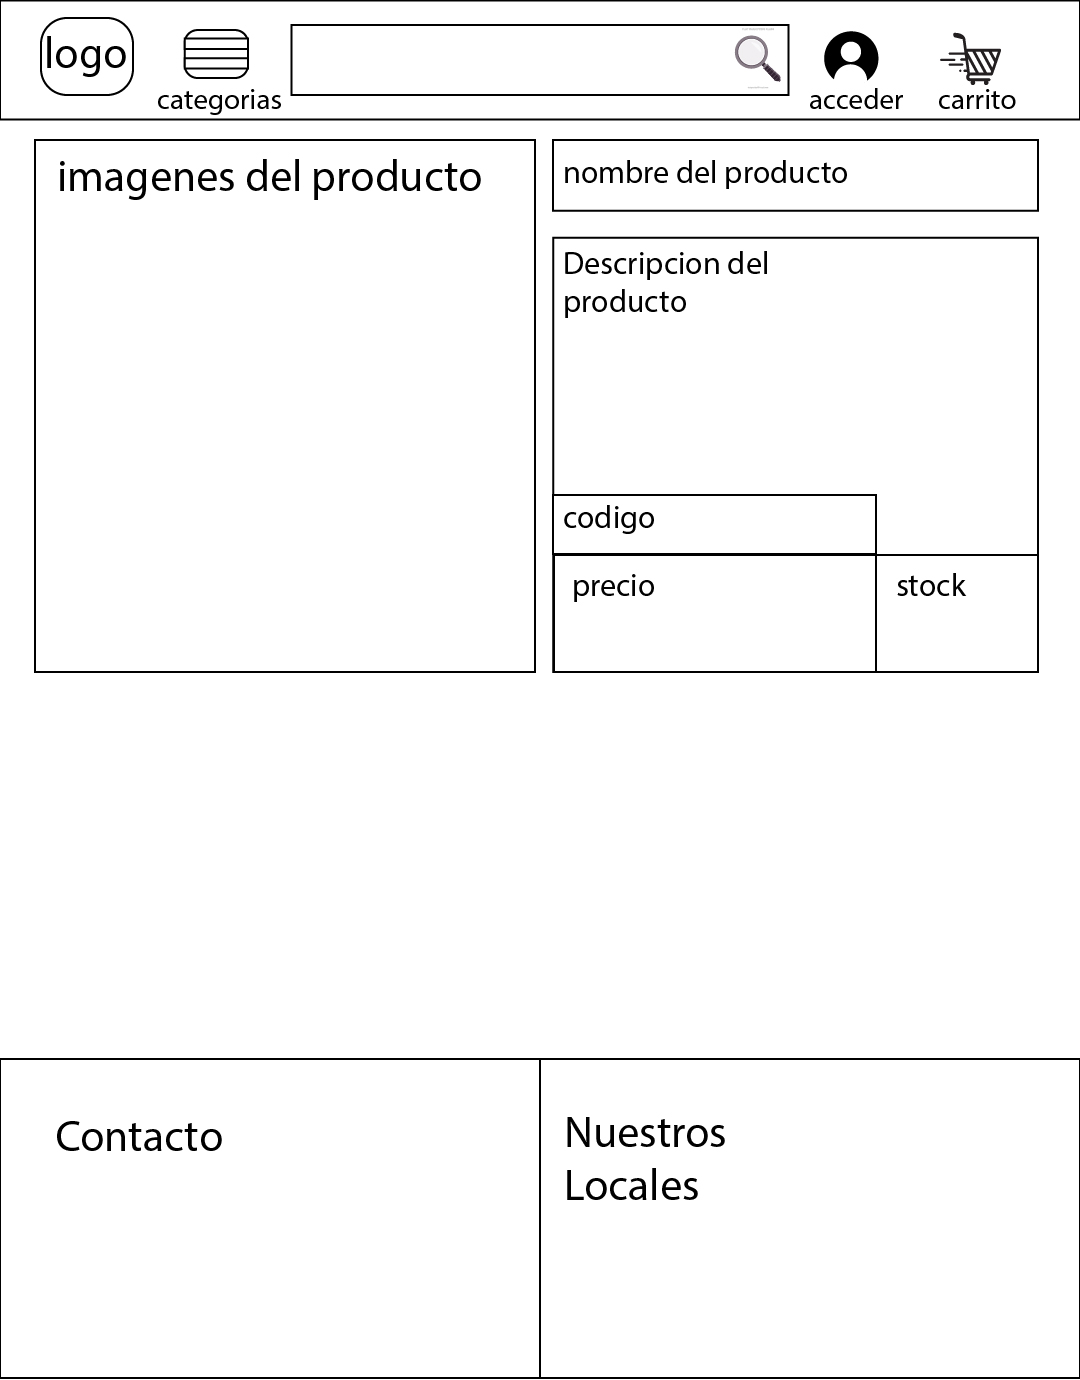 logo
categorias
acceder
carrito
imagenes del producto
nombre del producto
Descripcion del
producto
codigo
precio
stock
Contacto
Nuestros
Locales